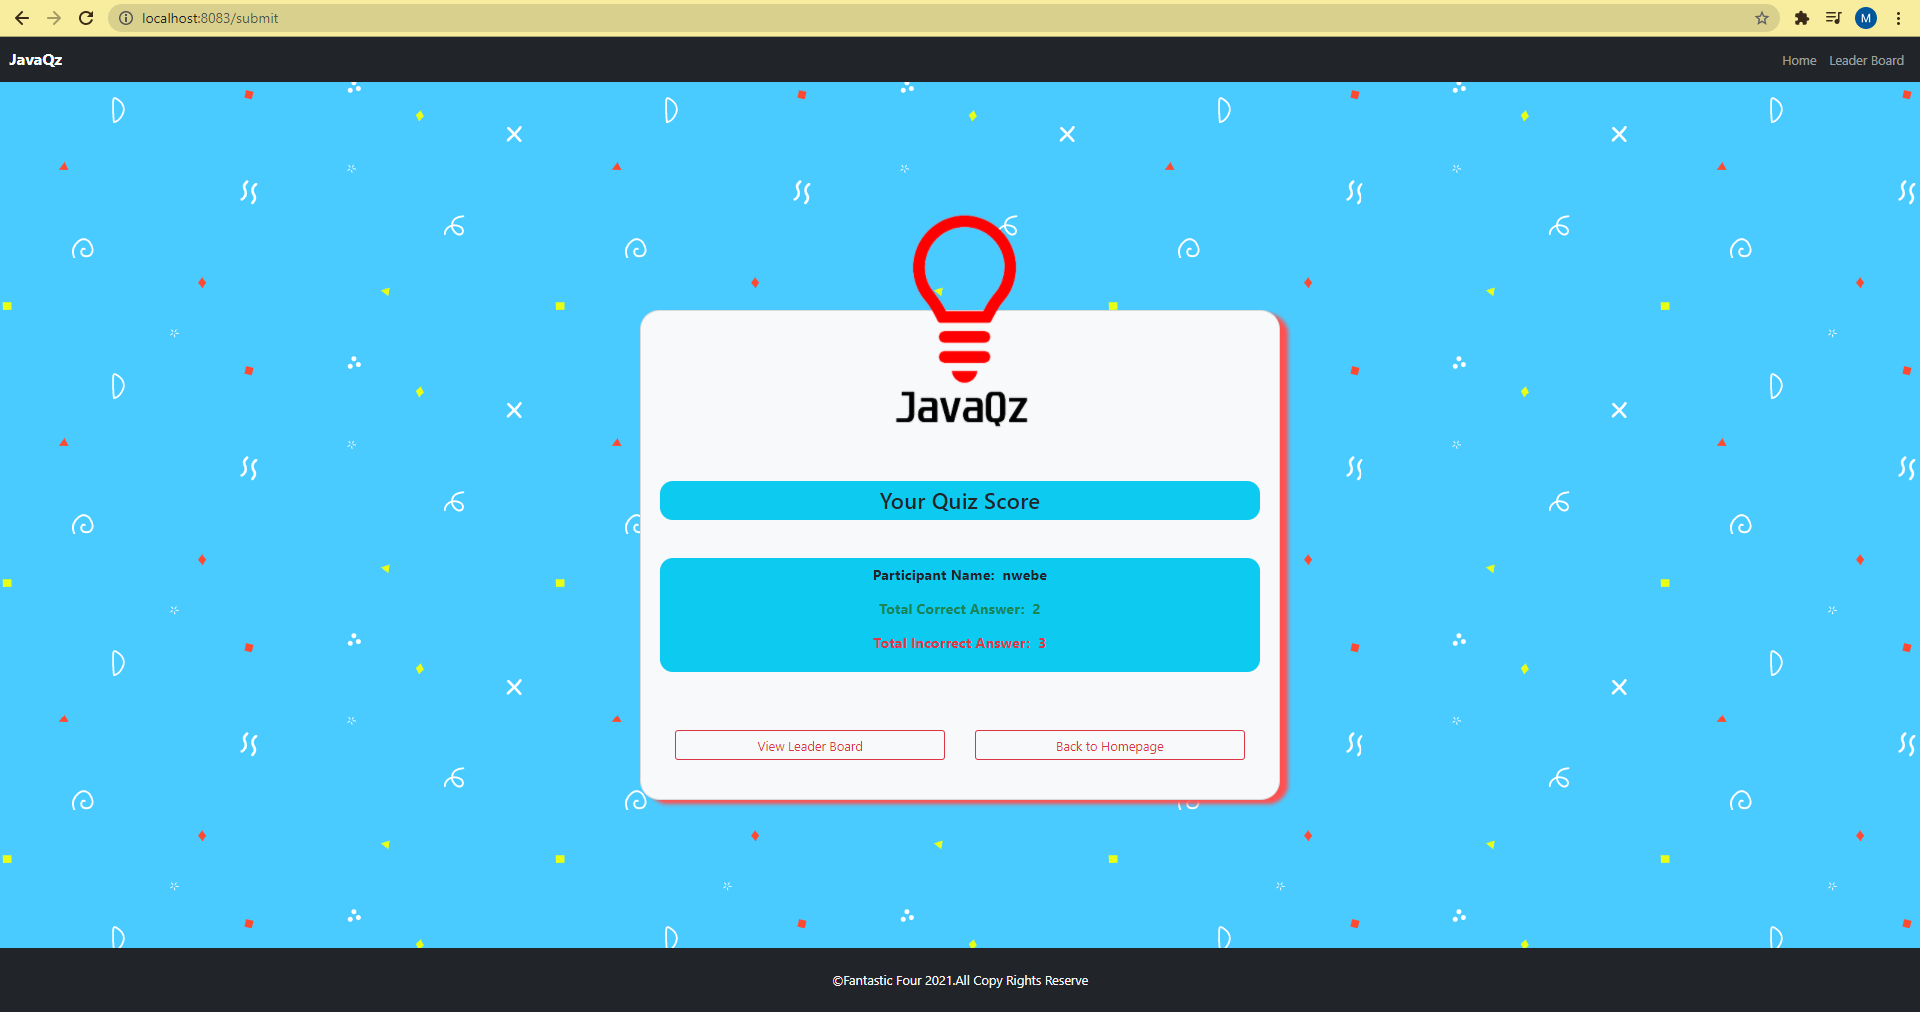 localhost:8083/submit
M
JavaQz
Home Leader Board
JavaQz
Your Quiz Score
Participant Name: nwebe
Total Correct Answer: 2
Total Incorrect Answer: 3
View Leader Board
Back to Homepage
©Fantastic Four 2021.All Copy Rights Reserve